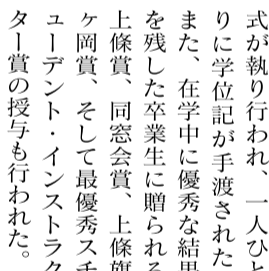 式が執り行われ、一人ひと
りに学位記が手渡された
また、在学中に優秀な結果
を残した卒業生に贈られる
上條賞、同窓会賞、上條旗
ヶ岡賞、そして最優秀スチ
ューデント・インストラク
ター賞の授与も行われた。